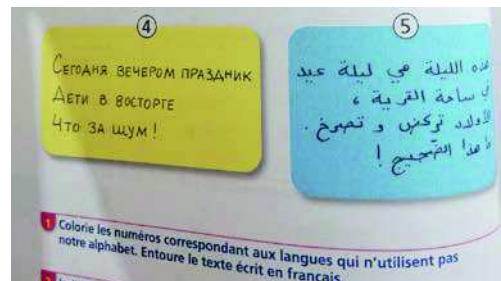 4
СЕГОДНЯ ВЕЧЕРОМ ПРАЗДНИК
ДЕТИ В ВОСТОРГЕ
ЧТО ЗА ШУМ !
5
هذه الليلة هي ليلة عيد
في ساحة القرية ،
الأولاد تركض و تصرخ .
ما هذا الضجيج !
1 Colorie les numéros correspondant aux langues qui n'utilisent pas
notre alphabet. Entoure le texte écrit en français.